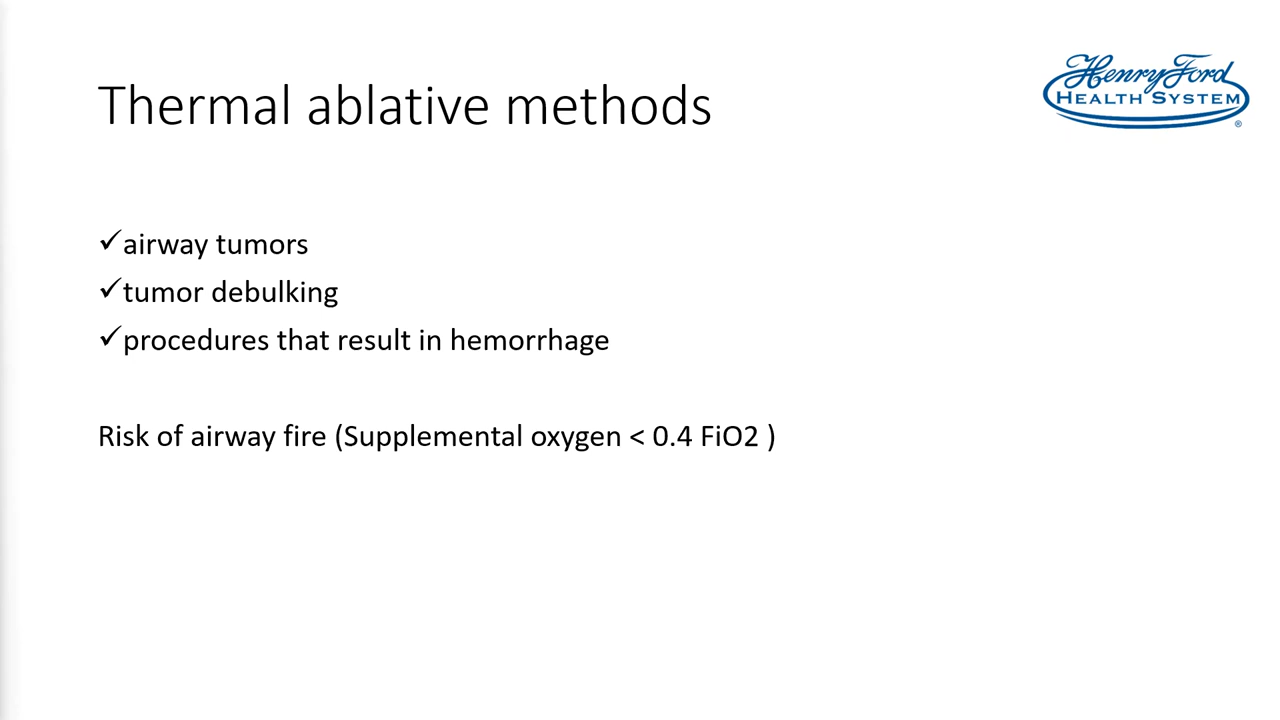 Thermal ablative methods
Henry Ford
HEALTH SYSTEM
®
✓airway tumors
✓tumor debulking
✓procedures that result in hemorrhage
Risk of airway fire (Supplemental oxygen < 0.4 FiO2 )